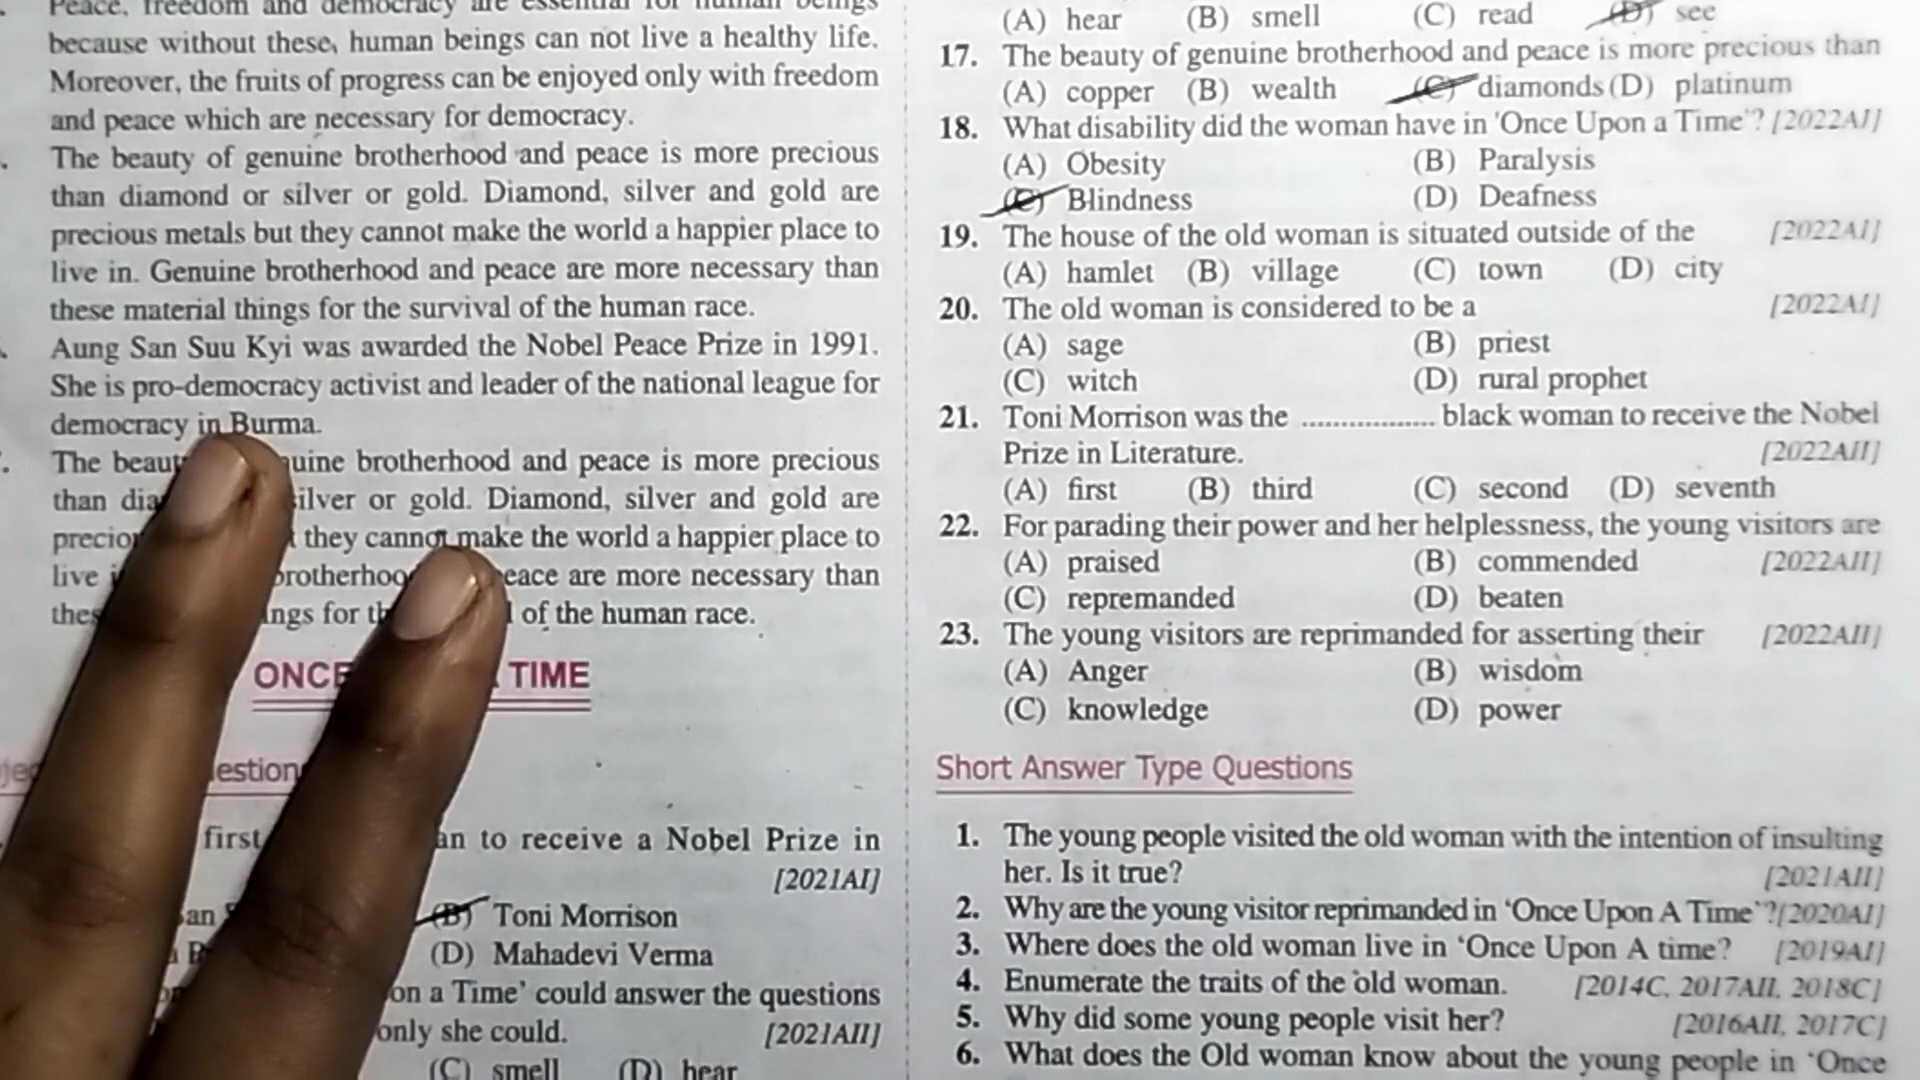 Peace, freedom and democracy are essential for human beings
because without these, human beings can not live a healthy life.
Moreover, the fruits of progress can be enjoyed only with freedom
and peace which are necessary for democracy.
The beauty of genuine brotherhood and peace is more precious
than diamond or silver or gold. Diamond, silver and gold are
precious metals but they cannot make the world a happier place to
live in. Genuine brotherhood and peace are more necessary than
these material things for the survival of the human race.
Aung San Suu Kyi was awarded the Nobel Peace Prize in 1991.
She is pro-democracy activist and leader of the national league for
democracy in Burma.
The brotherhood and peace is more precious
than or gold. Diamond, silver and gold are
they cannot make the world a happier place to
live are more necessary than
for of the human race.
ONCE TIME
first to receive a Nobel Prize in
[2021AI]
(B) Toni Morrison
(D) Mahadevi Verma
on a Time' could answer the questions
only she could. [2021AII]
(C) smell (D) hear
(A) hear (B) smell (C) read (D) see
17. The beauty of genuine brotherhood and peace is more precious than
(A) copper (B) wealth (C) diamonds (D) platinum
18. What disability did the woman have in 'Once Upon a Time'? [2022AI]
(A) Obesity (B) Paralysis
(C) Blindness (D) Deafness
19. The house of the old woman is situated outside of the [2022AI]
(A) hamlet (B) village (C) town (D) city
20. The old woman is considered to be a [2022AI]
(A) sage (B) priest
(C) witch (D) rural prophet
21. Toni Morrison was the ................. black woman to receive the Nobel
Prize in Literature. [2022AII]
(A) first (B) third (C) second (D) seventh
22. For parading their power and her helplessness, the young visitors are
(A) praised (B) commended [2022AII]
(C) repremanded (D) beaten
23. The young visitors are reprimanded for asserting their [2022AII]
(A) Anger (B) wisdom
(C) knowledge (D) power
Short Answer Type Questions
1. The young people visited the old woman with the intention of insulting
her. Is it true? [2021AII]
2. Why are the young visitor reprimanded in 'Once Upon A Time'? [2020AI]
3. Where does the old woman live in 'Once Upon A time? [2019AI]
4. Enumerate the traits of the old woman. [2014C, 2017AII, 2018C]
5. Why did some young people visit her? [2016AII, 2017C]
6. What does the Old woman know about the young people in 'Once